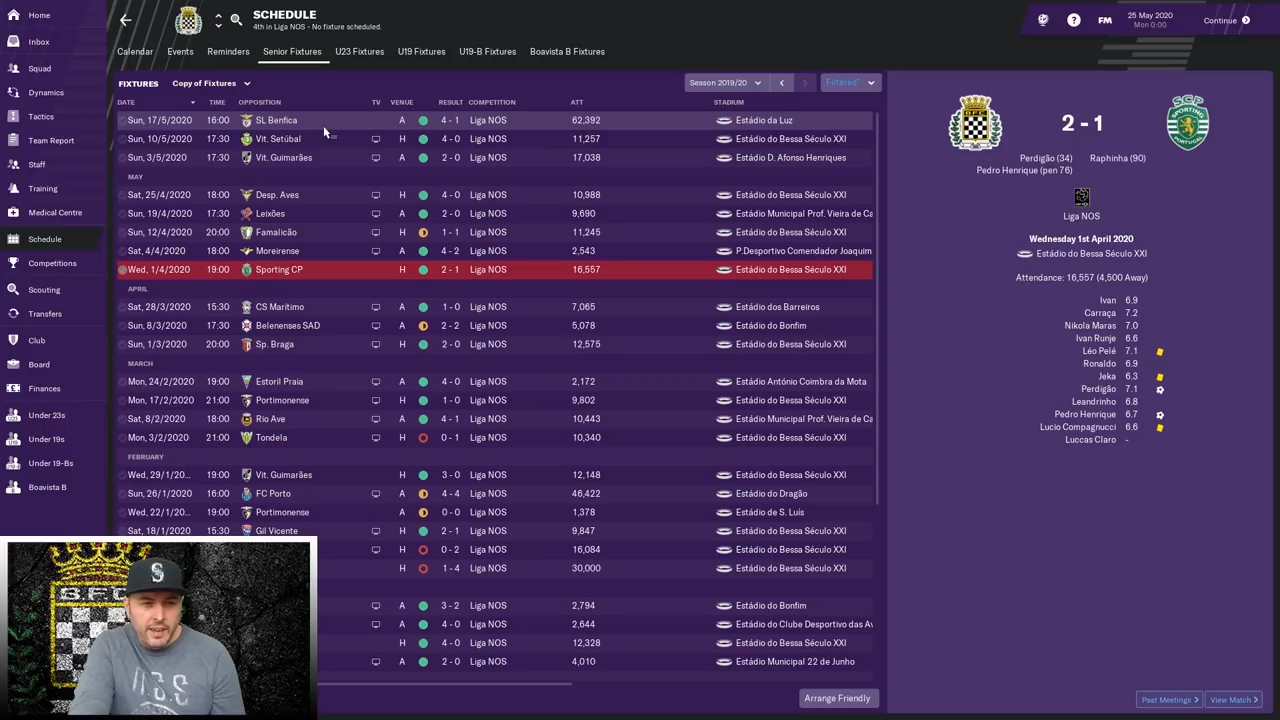 Home
Inbox
Squad
Dynamics
Tactics
Team Report
Staff
Training
Medical Centre
Schedule
Competitions
Scouting
Transfers
Club
Board
Finances
Under 23s
Under 19s
Under 19-Bs
Boavista B
SCHEDULE
4th in Liga NOS - No fixture scheduled.
? FM 25 May 2020 Mon 0:00 Continue
Calendar Events Reminders Senior Fixtures U23 Fixtures U19 Fixtures U19-B Fixtures Boavista B Fixtures
FIXTURES Copy of Fixtures Season 2019/20 Filtered*
DATE TIME OPPOSITION TV VENUE RESULT COMPETITION ATT STADIUM
Sun, 17/5/2020 16:00 SL Benfica A 4 - 1 Liga NOS 62,392 Estádio da Luz
Sun, 10/5/2020 17:30 Vit. Setúbal H 4 - 0 Liga NOS 11,257 Estádio do Bessa Século XXI
Sun, 3/5/2020 17:30 Vit. Guimarães A 2 - 0 Liga NOS 17,038 Estádio D. Afonso Henriques
MAY
Sat, 25/4/2020 18:00 Desp. Aves H 4 - 0 Liga NOS 10,988 Estádio do Bessa Século XXI
Sun, 19/4/2020 17:30 Leixões A 2 - 0 Liga NOS 9,690 Estádio Municipal Prof. Vieira de Ca
Sun, 12/4/2020 20:00 Famalicão H 1 - 1 Liga NOS 11,245 Estádio do Bessa Século XXI
Sat, 4/4/2020 18:00 Moreirense A 4 - 2 Liga NOS 2,543 P.Desportivo Comendador Joaquim
Wed, 1/4/2020 19:00 Sporting CP H 2 - 1 Liga NOS 16,557 Estádio do Bessa Século XXI
APRIL
Sat, 28/3/2020 15:30 CS Marítimo A 1 - 0 Liga NOS 7,065 Estádio dos Barreiros
Sun, 8/3/2020 17:30 Belenenses SAD A 2 - 2 Liga NOS 5,078 Estádio do Bonfim
Sun, 1/3/2020 20:00 Sp. Braga H 2 - 0 Liga NOS 12,575 Estádio do Bessa Século XXI
MARCH
Mon, 24/2/2020 19:00 Estoril Praia A 4 - 0 Liga NOS 2,172 Estádio António Coimbra da Mota
Mon, 17/2/2020 21:00 Portimonense H 1 - 0 Liga NOS 9,802 Estádio do Bessa Século XXI
Sat, 8/2/2020 18:00 Rio Ave A 4 - 1 Liga NOS 10,443 Estádio Municipal Prof. Vieira de Ca
Mon, 3/2/2020 21:00 Tondela H 0 - 1 Liga NOS 10,340 Estádio do Bessa Século XXI
FEBRUARY
Wed, 29/1/20... 19:00 Vit. Guimarães H 3 - 0 Liga NOS 12,148 Estádio do Bessa Século XXI
Sun, 26/1/2020 16:00 FC Porto A 4 - 4 Liga NOS 46,422 Estádio do Dragão
Wed, 22/1/20... 19:00 Portimonense A 0 - 0 Liga NOS 1,378 Estádio de S. Luís
Sat, 18/1/2020 15:30 Gil Vicente H 2 - 1 Liga NOS 9,847 Estádio do Bessa Século XXI
H 0 - 2 Liga NOS 16,084 Estádio do Bessa Século XXI
H 1 - 4 Liga NOS 30,000 Estádio do Bessa Século XXI
A 3 - 2 Liga NOS 2,794 Estádio do Bonfim
A 4 - 0 Liga NOS 2,644 Estádio do Clube Desportivo das Av
H 4 - 0 Liga NOS 12,328 Estádio do Bessa Século XXI
A 2 - 0 Liga NOS 4,010 Estádio Municipal 22 de Junho
Arrange Friendly
2 - 1
Perdigão (34) Raphinha (90)
Pedro Henrique (pen 76)
Liga NOS
Wednesday 1st April 2020
Estádio do Bessa Século XXI
Attendance: 16,557 (4,500 Away)
Ivan 6.9
Carraça 7.2
Nikola Maras 7.0
Ivan Runje 6.6
Léo Pelé 7.1
Ronaldo 6.9
Jeka 6.3
Perdigão 7.1
Leandrinho 6.8
Pedro Henrique 6.7
Lucio Compagnucci 6.6
Luccas Claro -
Past Meetings View Match